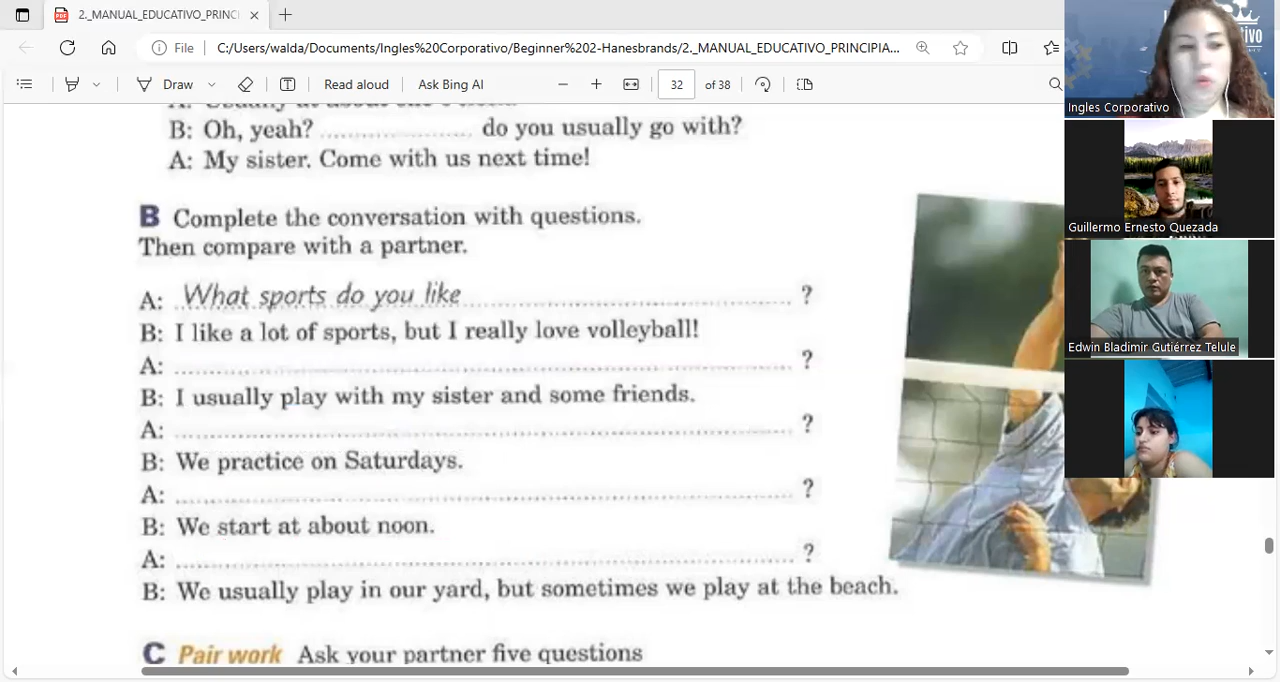 2._MANUAL_EDUCATIVO_PRINCI
File
C:/Users/walda/Documents/Ingles%20Corporativo/Beginner%202-Hanesbrands/2._MANUAL_EDUCATIVO_PRINCIPIA...
Draw
Read aloud
Ask Bing AI
32
of 38
B: Oh, yeah? .................... do you usually go with?
A: My sister. Come with us next time!
B Complete the conversation with questions.
Then compare with a partner.
A: What sports do you like ?
B: I like a lot of sports, but I really love volleyball!
A: ?
B: I usually play with my sister and some friends.
A: ?
B: We practice on Saturdays.
A: ?
B: We start at about noon.
A: ?
B: We usually play in our yard, but sometimes we play at the beach.
C Pair work Ask your partner five questions
Ingles Corporativo
Guillermo Ernesto Quezada
Edwin Bladimir Gutiérrez Telule